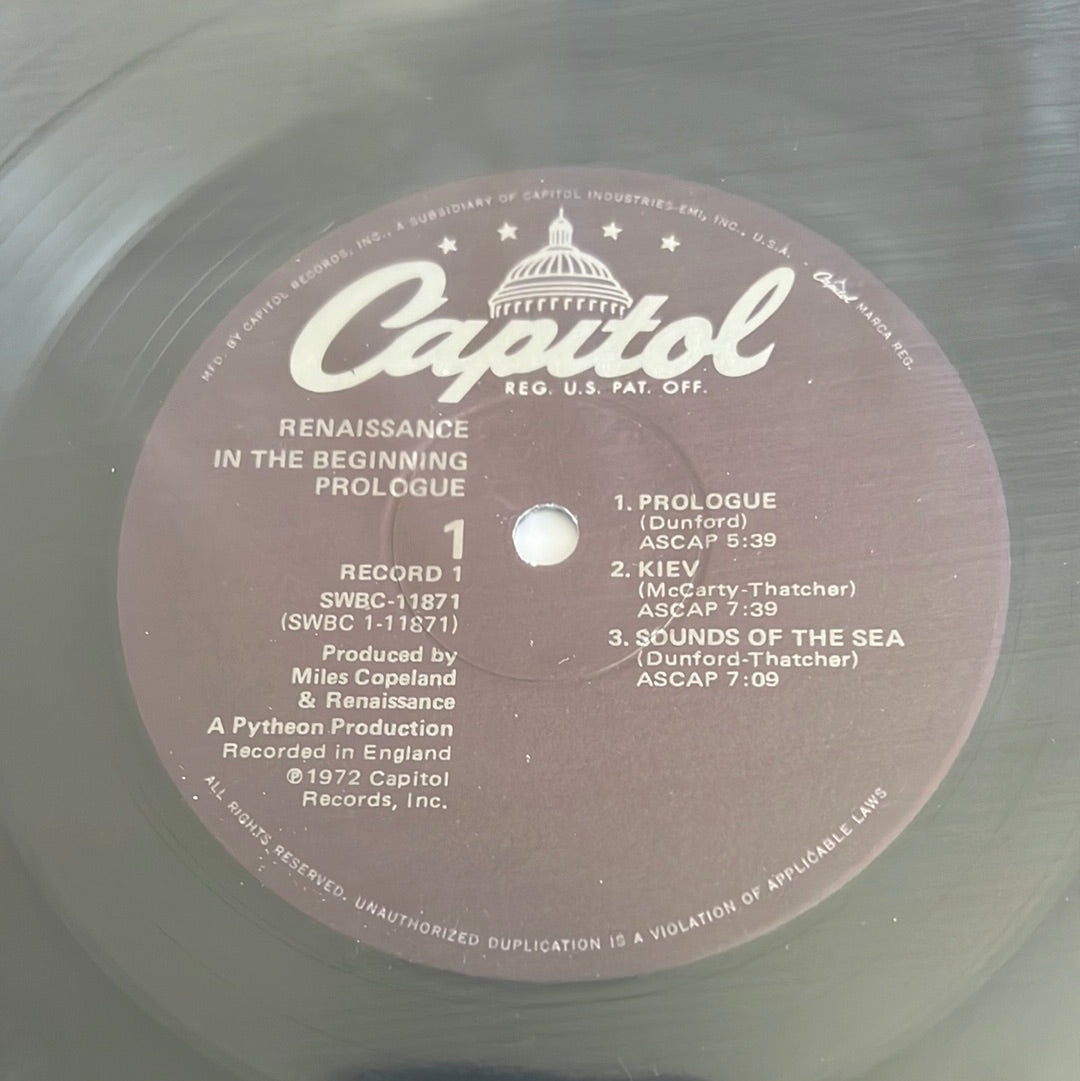 MFD. BY CAPITOL RECORDS, INC., A SUBSIDIARY OF CAPITOL INDUSTRIES-EMI, INC., U.S.A. · Capitol MARCA REG.
Capitol
REG. U.S. PAT. OFF.
RENAISSANCE
IN THE BEGINNING
PROLOGUE
1
RECORD 1
SWBC-11871
(SWBC 1-11871)
Produced by
Miles Copeland
& Renaissance
A Pytheon Production
Recorded in England
℗1972 Capitol
Records, Inc.
1. PROLOGUE
(Dunford)
ASCAP 5:39
2. KIEV
(McCarty-Thatcher)
ASCAP 7:39
3. SOUNDS OF THE SEA
(Dunford-Thatcher)
ASCAP 7:09
ALL RIGHTS RESERVED. UNAUTHORIZED DUPLICATION IS A VIOLATION OF APPLICABLE LAWS